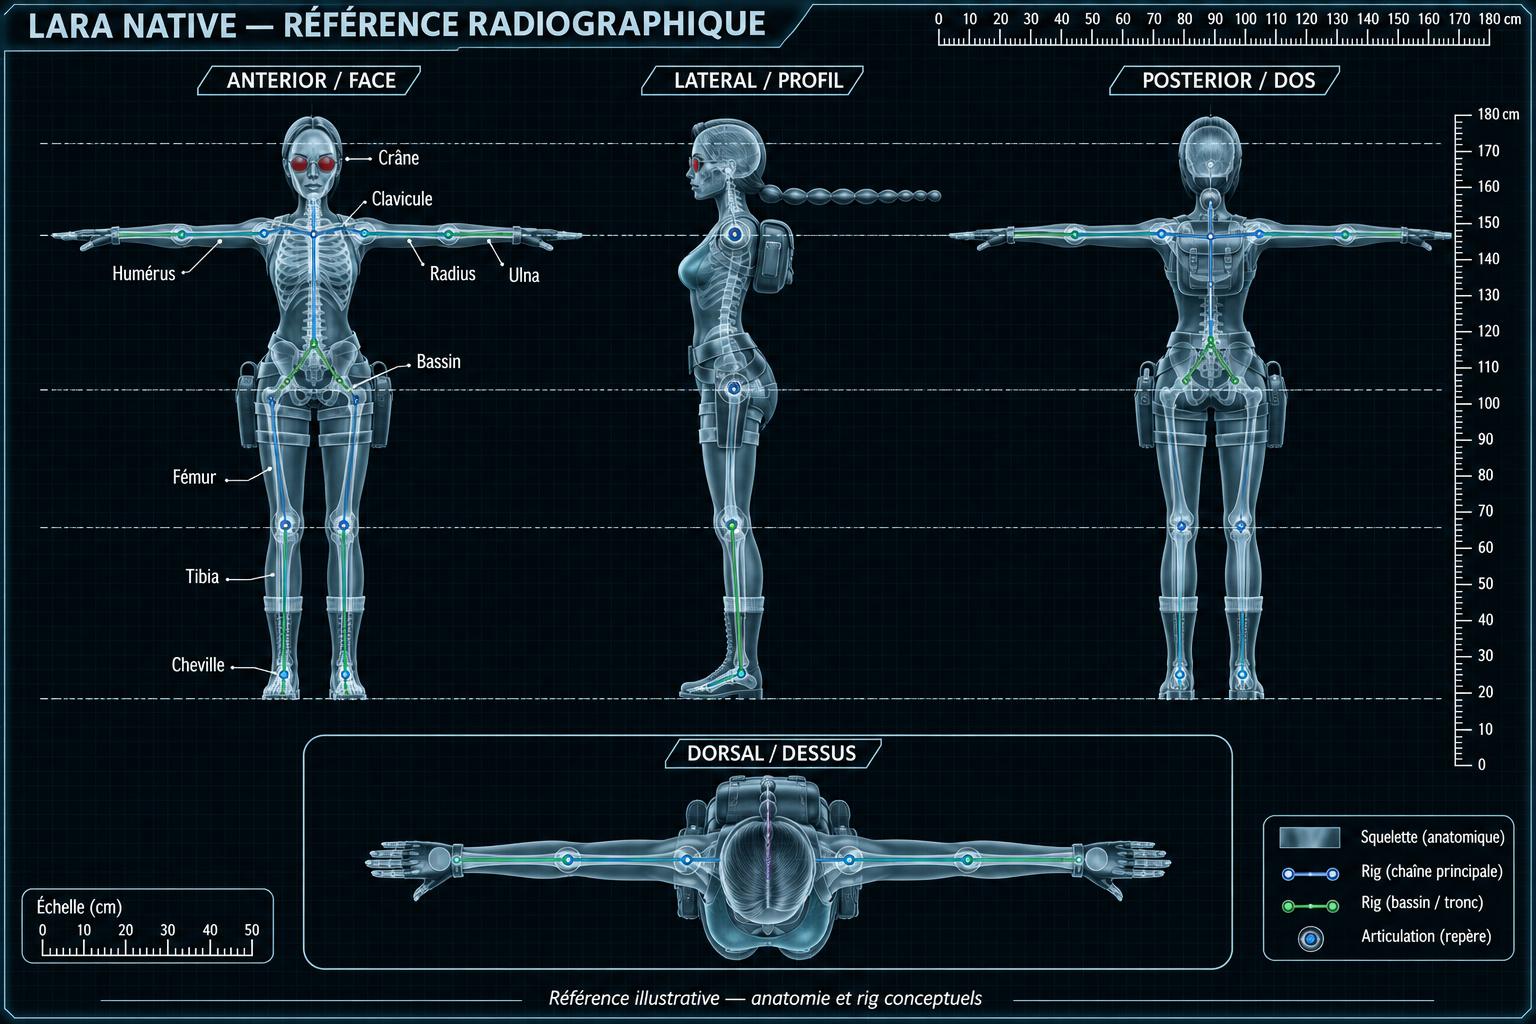 LARA NATIVE — RÉFÉRENCE RADIOGRAPHIQUE
0 10 20 30 40 50 60 70 80 90 100 110 120 130 140 150 160 170 180 cm
ANTERIOR / FACE
LATERAL / PROFIL
POSTERIOR / DOS
Crâne
Clavicule
Humérus
Radius
Ulna
Bassin
Fémur
Tibia
Cheville
180 cm
170
160
150
140
130
120
110
100
90
80
70
60
50
40
30
20
10
0
DORSAL / DESSUS
Échelle (cm)
0 10 20 30 40 50
Squelette (anatomique)
Rig (chaîne principale)
Rig (bassin / tronc)
Articulation (repère)
Référence illustrative — anatomie et rig conceptuels